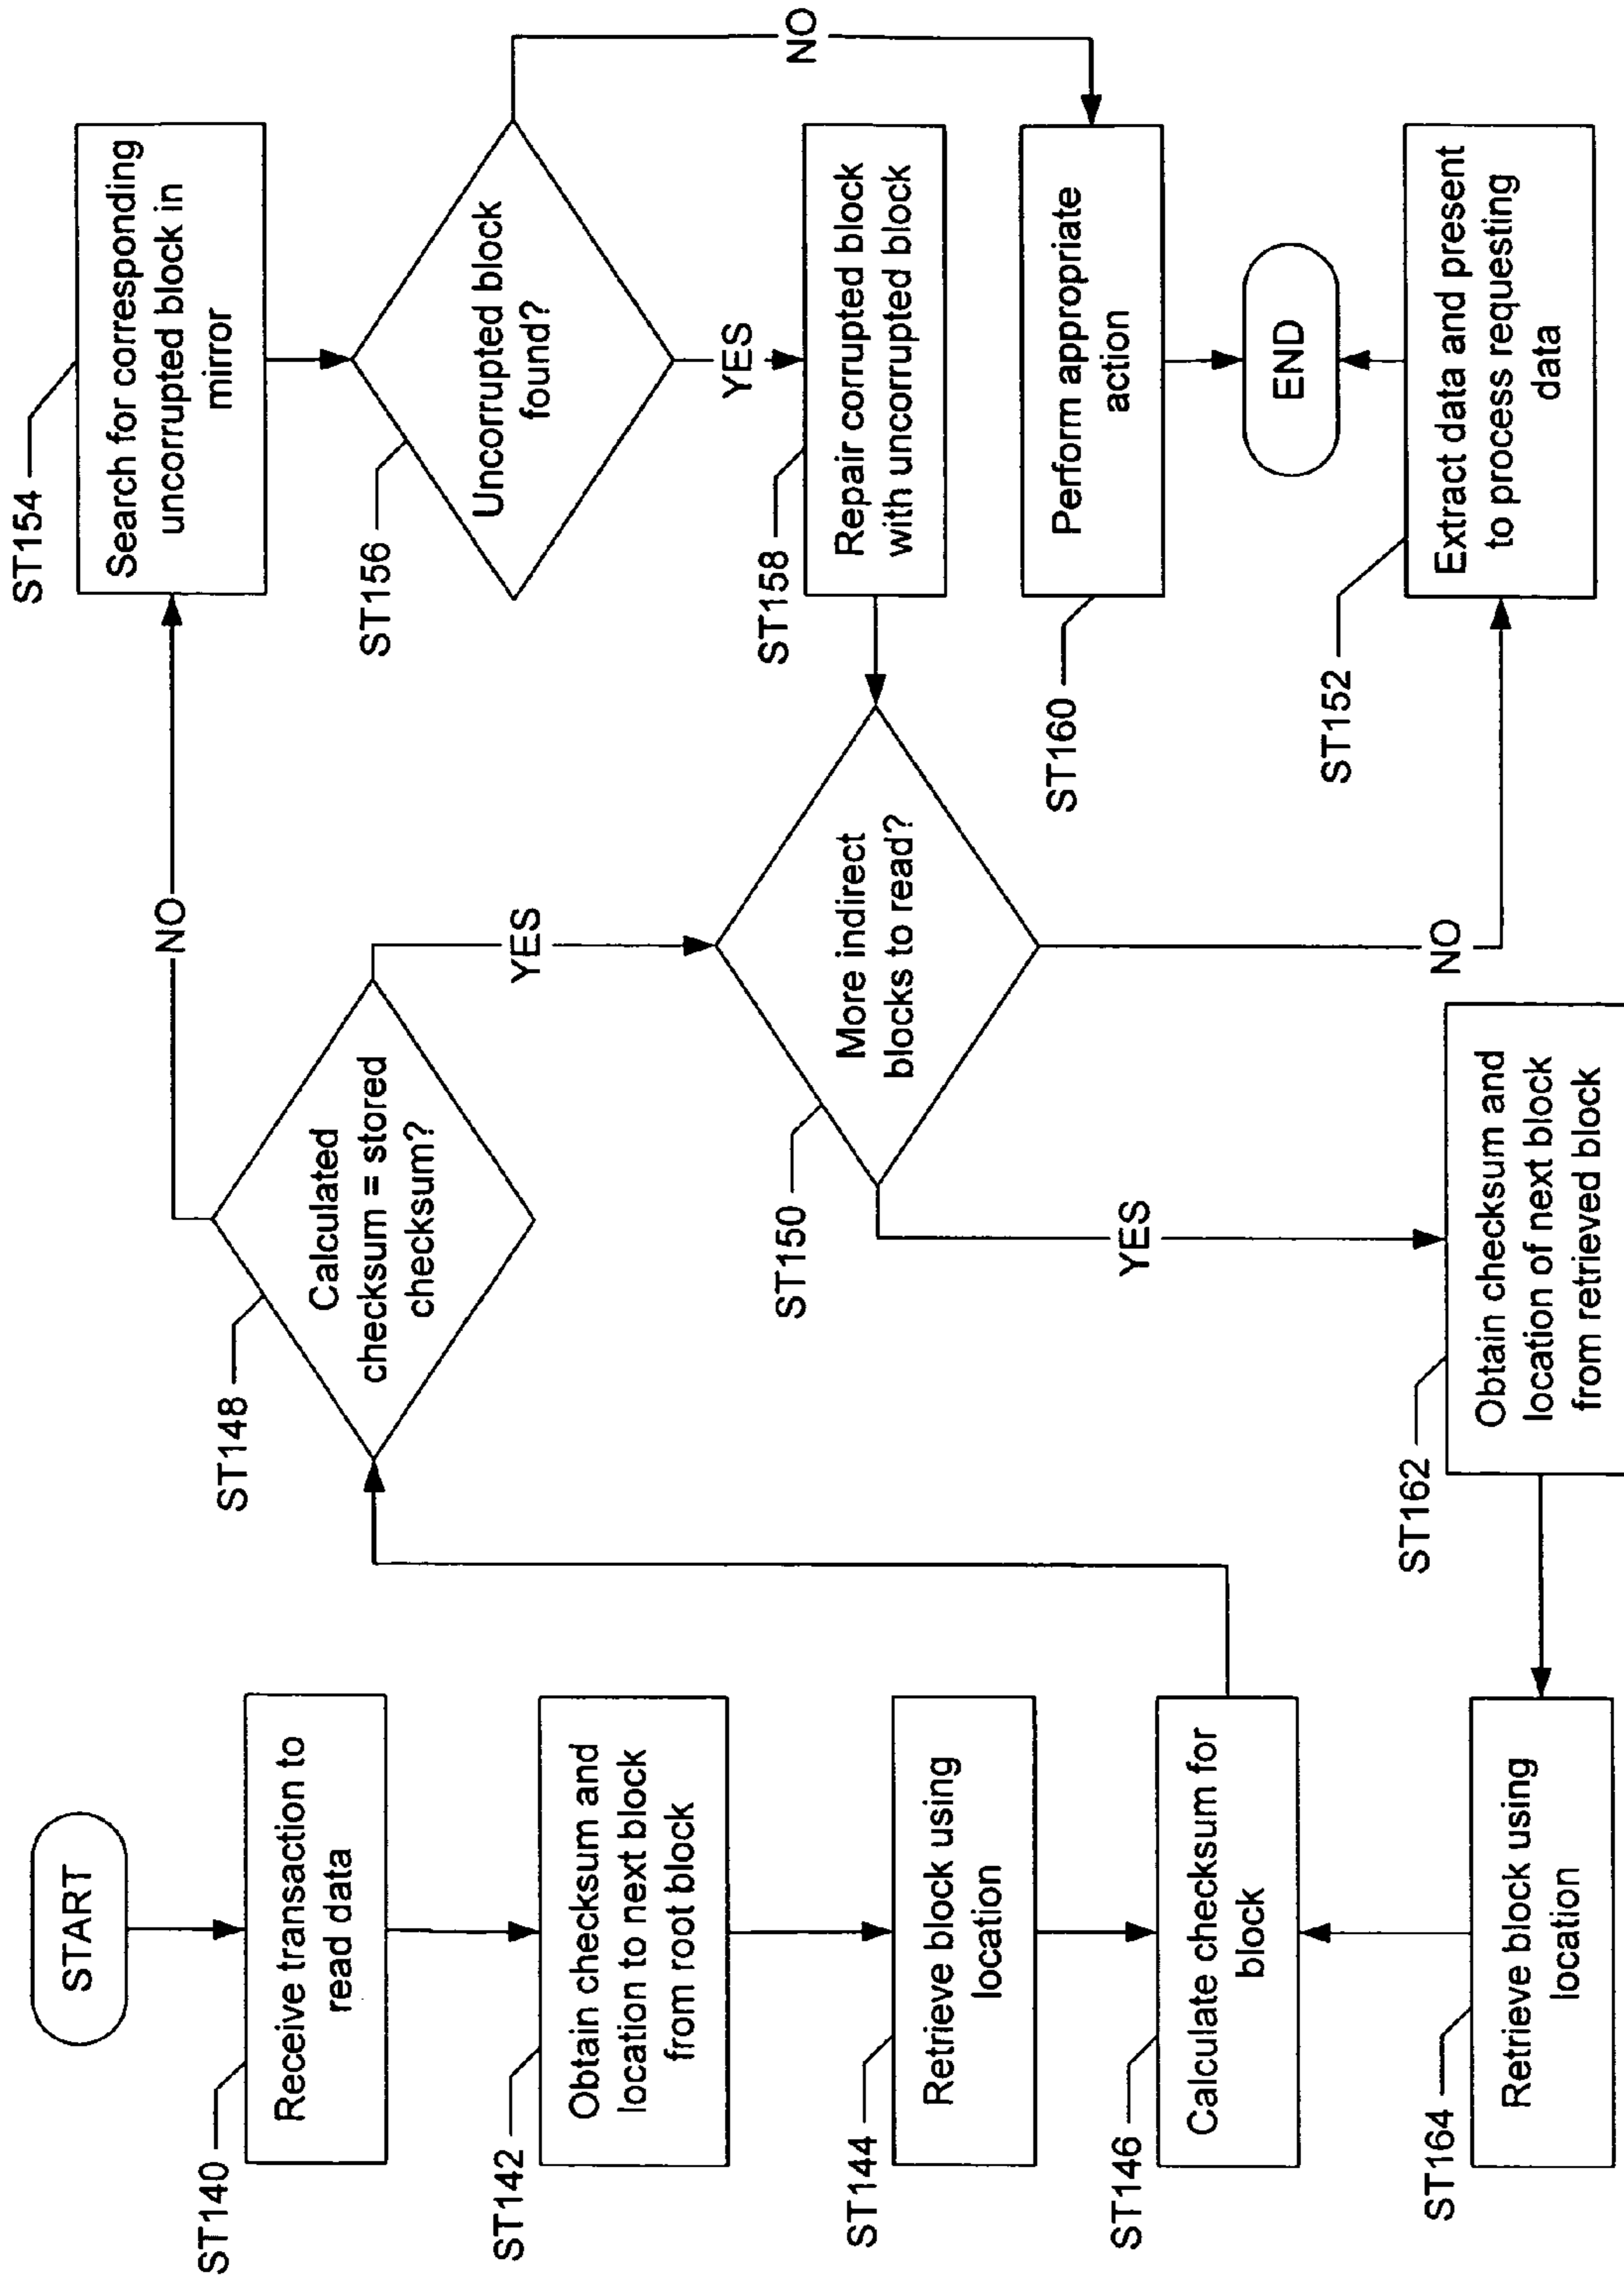 START
ST140
Receive transaction to
read data
ST142
Obtain checksum and
location to next block
from root block
ST144
Retrieve block using
location
ST146
Calculate checksum for
block
ST164
Retrieve block using
location
ST148
Calculated
checksum = stored
checksum?
NO
YES
ST150
More indirect
blocks to read?
YES
NO
ST162
Obtain checksum and
location of next block
from retrieved block
ST154
Search for corresponding
uncorrupted block in
mirror
ST156
Uncorrupted block
found?
NO
YES
ST158
Repair corrupted block
with uncorrupted block
ST160
Perform appropriate
action
END
ST152
Extract data and present
to process requesting
data